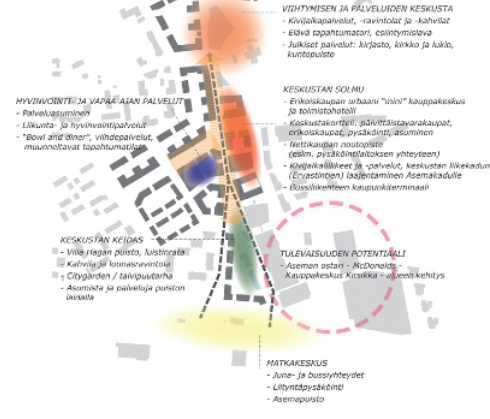 VIIHTYMISEN JA PALVELUIDEN KESKUSTA
- Kivijalkapalvelut, -ravintolat ja -kahvilat
- Elävä tapahtumatori, esiintymislava
- Julkiset palvelut: kirjasto, kirkko ja lukio,
kuntopuisto
KESKUSTAN SOLMU
- Erikoiskaupan urbaani "mini" kauppakeskus
ja toimistohotelli
- Keskustakortteli: päivittäistavarakaupat,
erikoiskaupat, pysäköinti, asuminen
- Nettikaupan noutopiste
(esim. pysäköintilaitoksen yhteyteen)
- Kivijalkaliikkeet ja -palvelut, keskustan liikekadun
(Ervastintien) laajentaminen Asemakadulle
- Bussiliikenteen kaupunkiterminaali
HYVINVOINTI- JA VAPAA AJAN PALVELUT
- Palveluasuminen
- Liikunta- ja hyvinvointipalvelut
- "Bowl and diner", viihdepalvelut,
muunneltavat tapahtumatilat
KESKUSTAN KEIDAS
- Villa Hagan puisto, luistinrata
- Kahvila ja lounasravintola
- Citygarden / talvipuutarha
- Asumista ja palveluja puiston
laidalla
TULEVAISUUDEN POTENTIAALI
- Aseman ostari - McDonalds -
Kauppakeskus Kirsikka - alueen kehitys
MATKAKESKUS
- Juna- ja bussiyhteydet
- Liityntäpysäköinti
- Asemapuisto